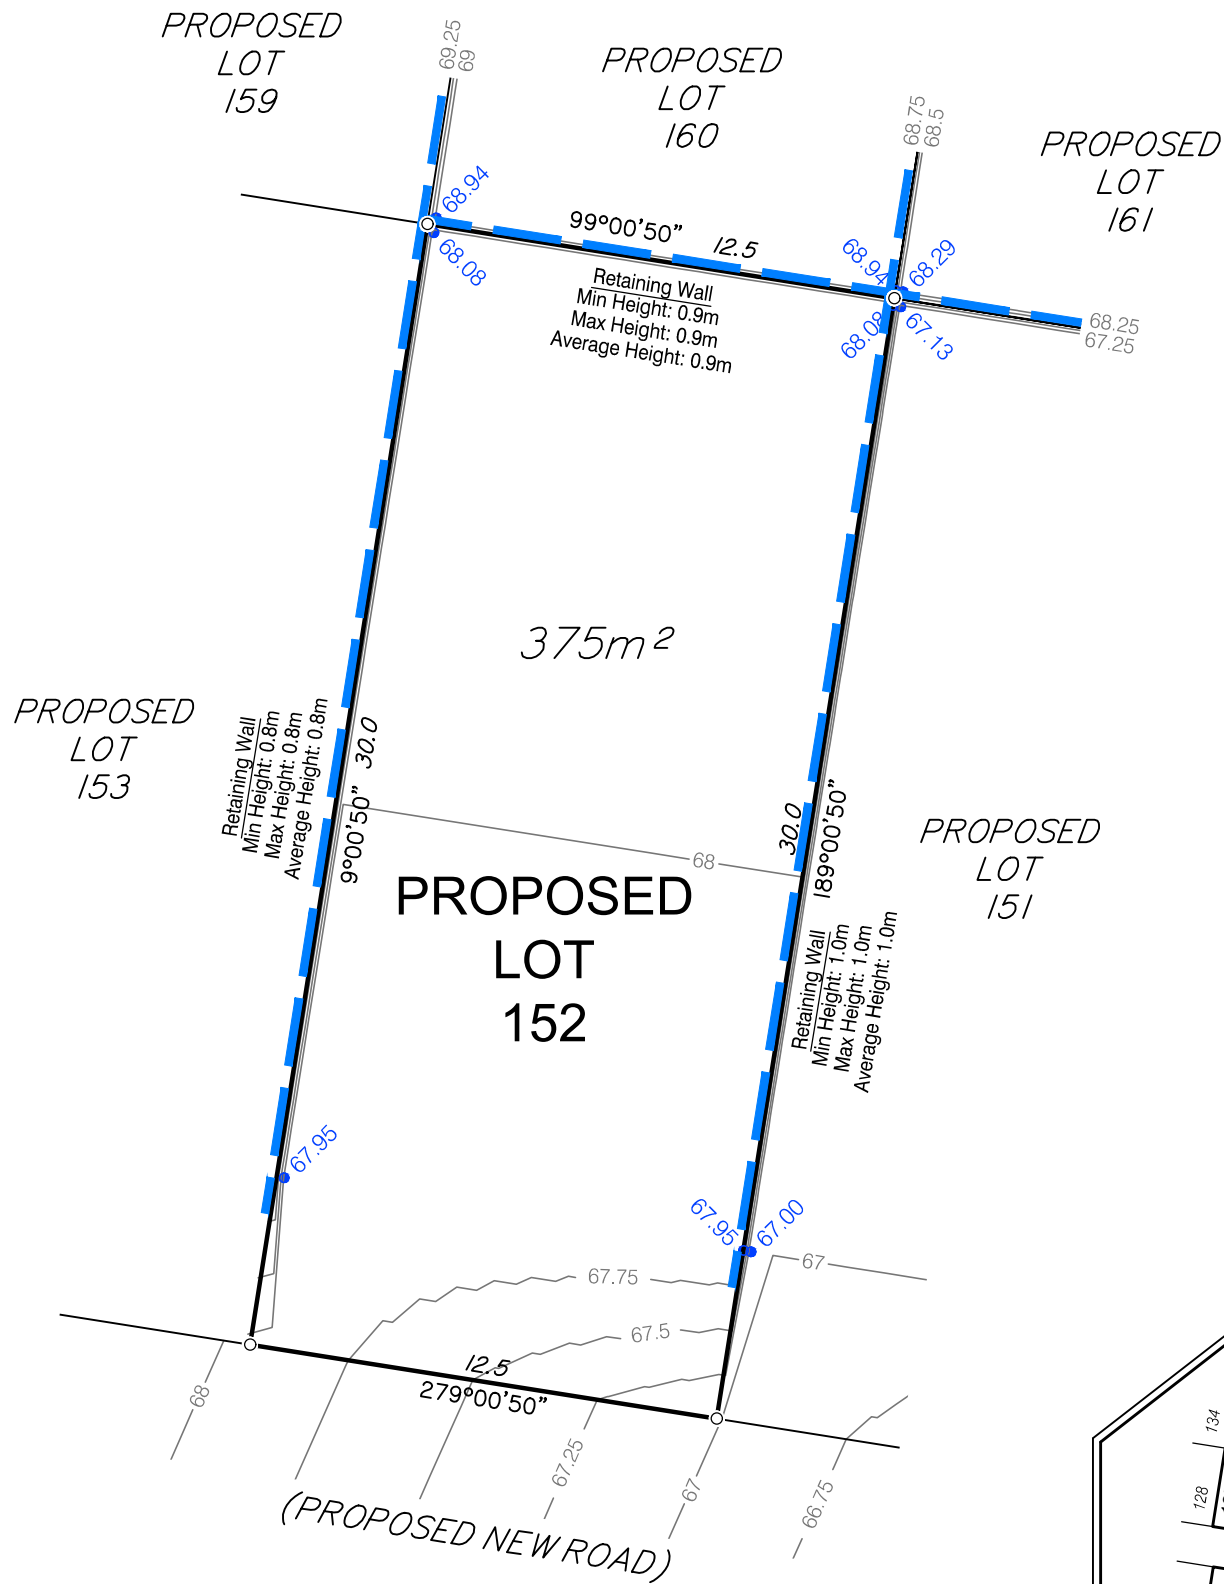 PROPOSED
LOT
159
69.25
69
PROPOSED
LOT
160
68.75
68.5
PROPOSED
LOT
161
68.94
68.08
99°00'50"
12.5
68.94
68.29
68.08
67.13
68.25
67.25
Retaining Wall
Min Height: 0.9m
Max Height: 0.9m
Average Height: 0.9m
375m²
PROPOSED
LOT
153
Retaining Wall
Min Height: 0.8m
Max Height: 0.8m
Average Height: 0.8m
30.0
9°00'50"
68
30.0
189°00'50"
PROPOSED
LOT
151
PROPOSED
LOT
152
Retaining Wall
Min Height: 1.0m
Max Height: 1.0m
Average Height: 1.0m
67.95
67.95
67.00
67
67.75
67.5
12.5
279°00'50"
68
67.25
67
66.75
(PROPOSED NEW ROAD)
134
128